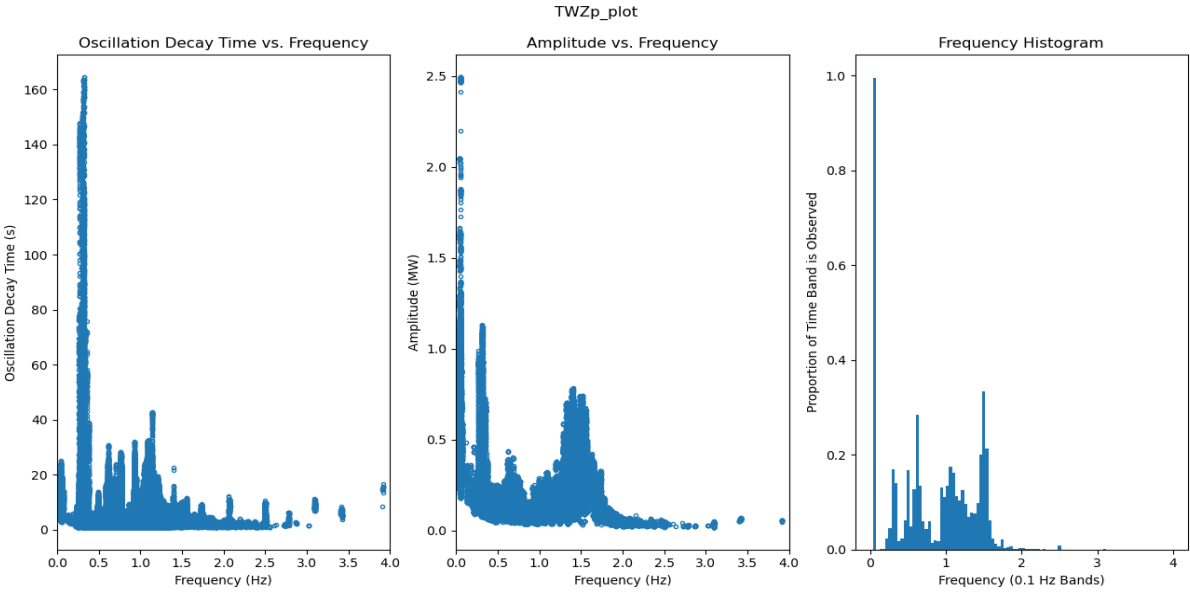 TWZp_plot
Oscillation Decay Time vs. Frequency
Oscillation Decay Time (s)
160
140
120
100
80
60
40
20
0
0.0 0.5 1.0 1.5 2.0 2.5 3.0 3.5 4.0
Frequency (Hz)
Amplitude vs. Frequency
Amplitude (MW)
2.5
2.0
1.5
1.0
0.5
0.0
0.0 0.5 1.0 1.5 2.0 2.5 3.0 3.5 4.0
Frequency (Hz)
Frequency Histogram
Proportion of Time Band is Observed
1.0
0.8
0.6
0.4
0.2
0.0
0 1 2 3 4
Frequency (0.1 Hz Bands)